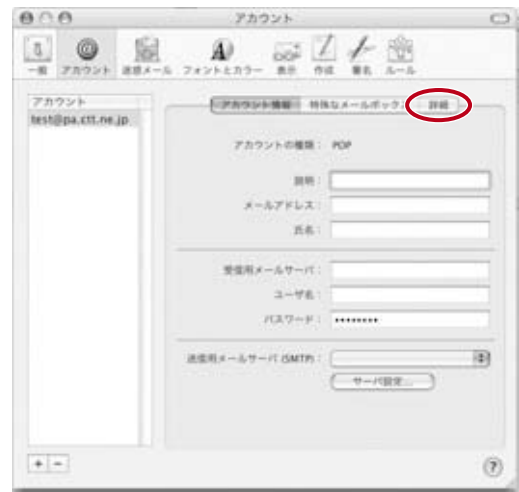 アカウント
一般 アカウント 迷惑メール フォントとカラー 表示 作成 署名 ルール
アカウント
test@pa.ctt.ne.jp
アカウント情報 特殊なメールボックス 詳細
アカウントの種類： POP
説明：
メールアドレス：
氏名：
受信用メールサーバ：
ユーザ名：
パスワード： ••••••••
送信用メールサーバ (SMTP)：
サーバ設定...
+ - ?